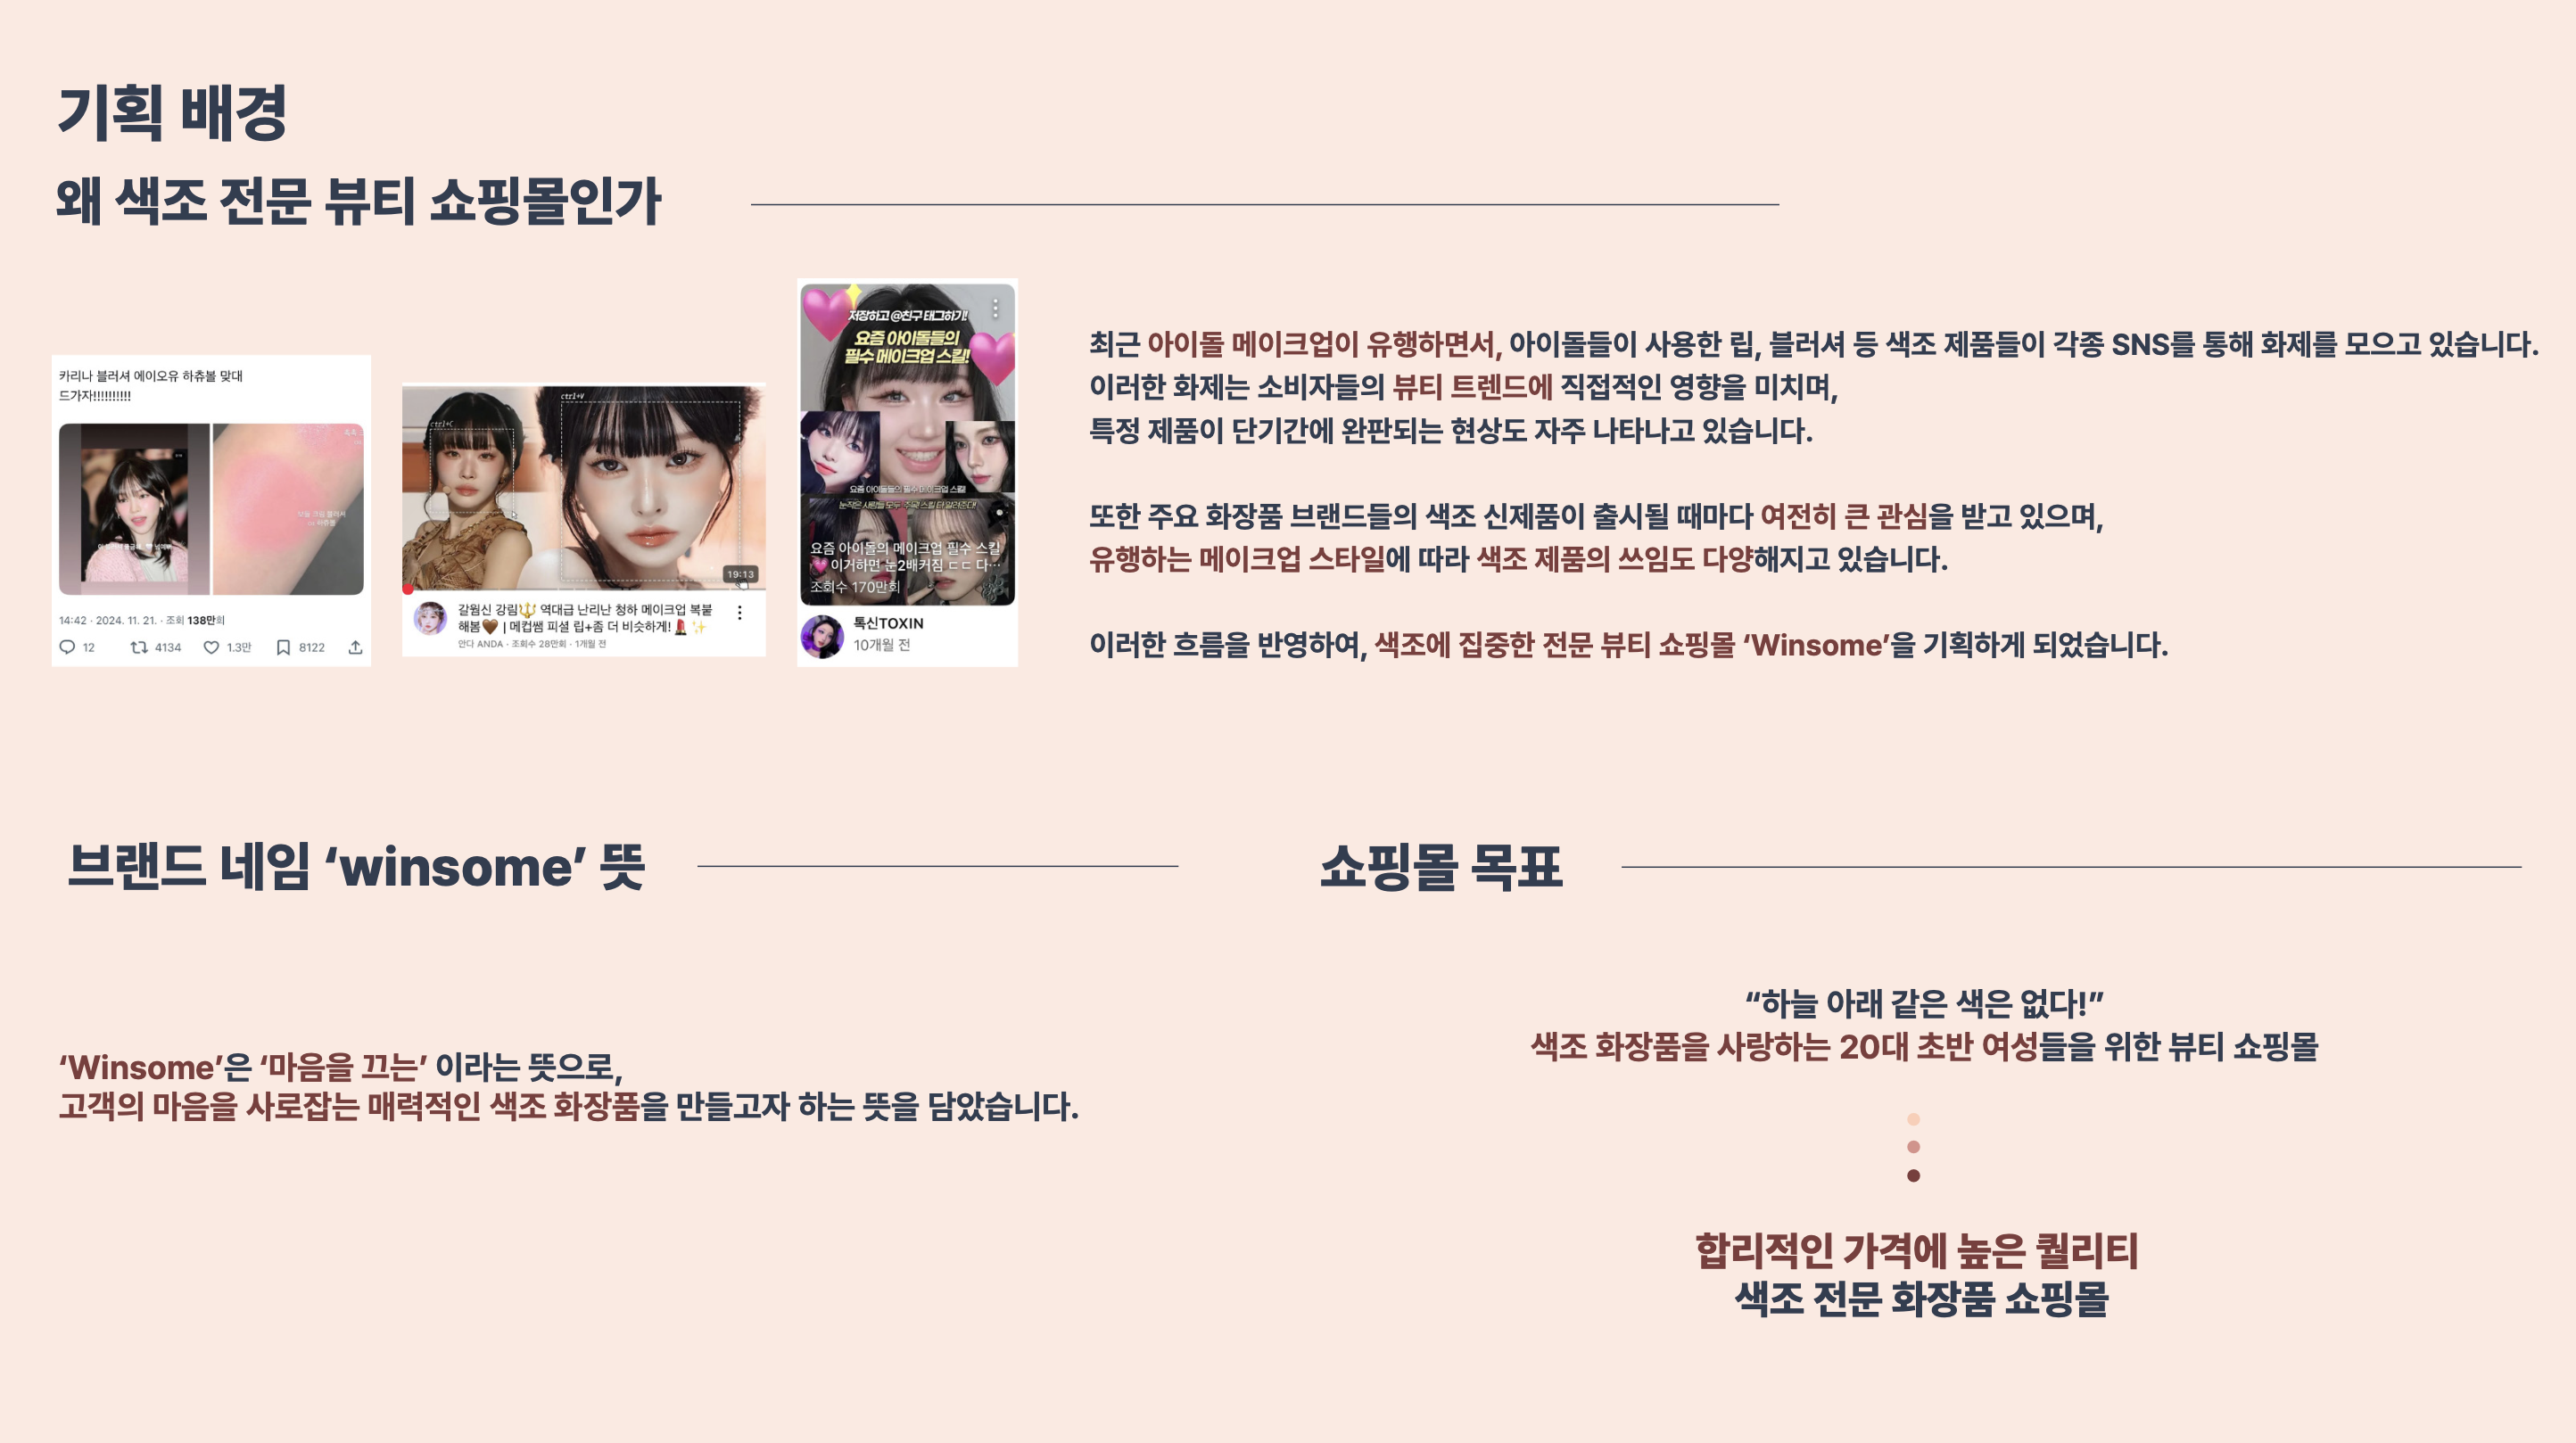 기획 배경
왜 색조 전문 뷰티 쇼핑몰인가
카리나 블러셔 에이오유 하츄볼 맞대
드가자!!!!!!!!!!
14:42 · 2024. 11. 21. · 조회 138만회
12 4134 1.3만 8122
ctrl+C
ctrl+V
19:13
갈웜신 강림🔱 역대급 난리난 청하 메이크업 복붙
해봄🤎 | 메컵쌤 피셜 립+좀 더 비슷하게!💄✨
안다 ANDA · 조회수 28만회 · 1개월 전
저장하고 @친구 태그하기!
요즘 아이돌들의
필수 메이크업 스킬!
요즘 아이돌들의 필수 메이크업 스킬!
요즘 아이돌의 메이크업 필수 스킬
💗이거하면 눈2배커짐 ㄷㄷ 다…
조회수 170만회
톡신TOXIN
10개월 전
최근 아이돌 메이크업이 유행하면서, 아이돌들이 사용한 립, 블러셔 등 색조 제품들이 각종 SNS를 통해 화제를 모으고 있습니다.
이러한 화제는 소비자들의 뷰티 트렌드에 직접적인 영향을 미치며,
특정 제품이 단기간에 완판되는 현상도 자주 나타나고 있습니다.
또한 주요 화장품 브랜드들의 색조 신제품이 출시될 때마다 여전히 큰 관심을 받고 있으며,
유행하는 메이크업 스타일에 따라 색조 제품의 쓰임도 다양해지고 있습니다.
이러한 흐름을 반영하여, 색조에 집중한 전문 뷰티 쇼핑몰 ‘Winsome’을 기획하게 되었습니다.
브랜드 네임 ‘winsome’ 뜻
‘Winsome’은 ‘마음을 끄는’ 이라는 뜻으로,
고객의 마음을 사로잡는 매력적인 색조 화장품을 만들고자 하는 뜻을 담았습니다.
쇼핑몰 목표
“하늘 아래 같은 색은 없다!”
색조 화장품을 사랑하는 20대 초반 여성들을 위한 뷰티 쇼핑몰
합리적인 가격에 높은 퀄리티
색조 전문 화장품 쇼핑몰